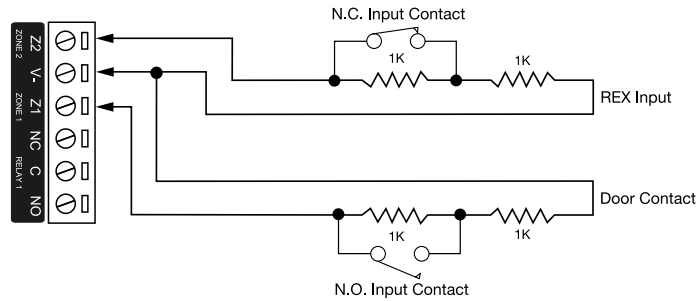 N.C. Input Contact
1K
1K
REX Input
Door Contact
1K
1K
N.O. Input Contact
Z2
V-
Z1
NC
C
NO
ZONE 2
ZONE 1
RELAY 1